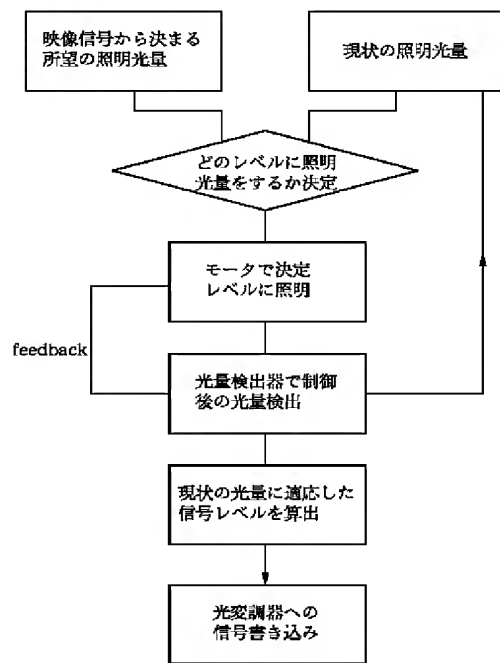 映像信号から決まる
所望の照明光量
現状の照明光量
どのレベルに照明
光量をするか決定
モータで決定
レベルに照明
feedback
光量検出器で制御
後の光量検出
現状の光量に適応した
信号レベルを算出
光変調器への
信号書き込み